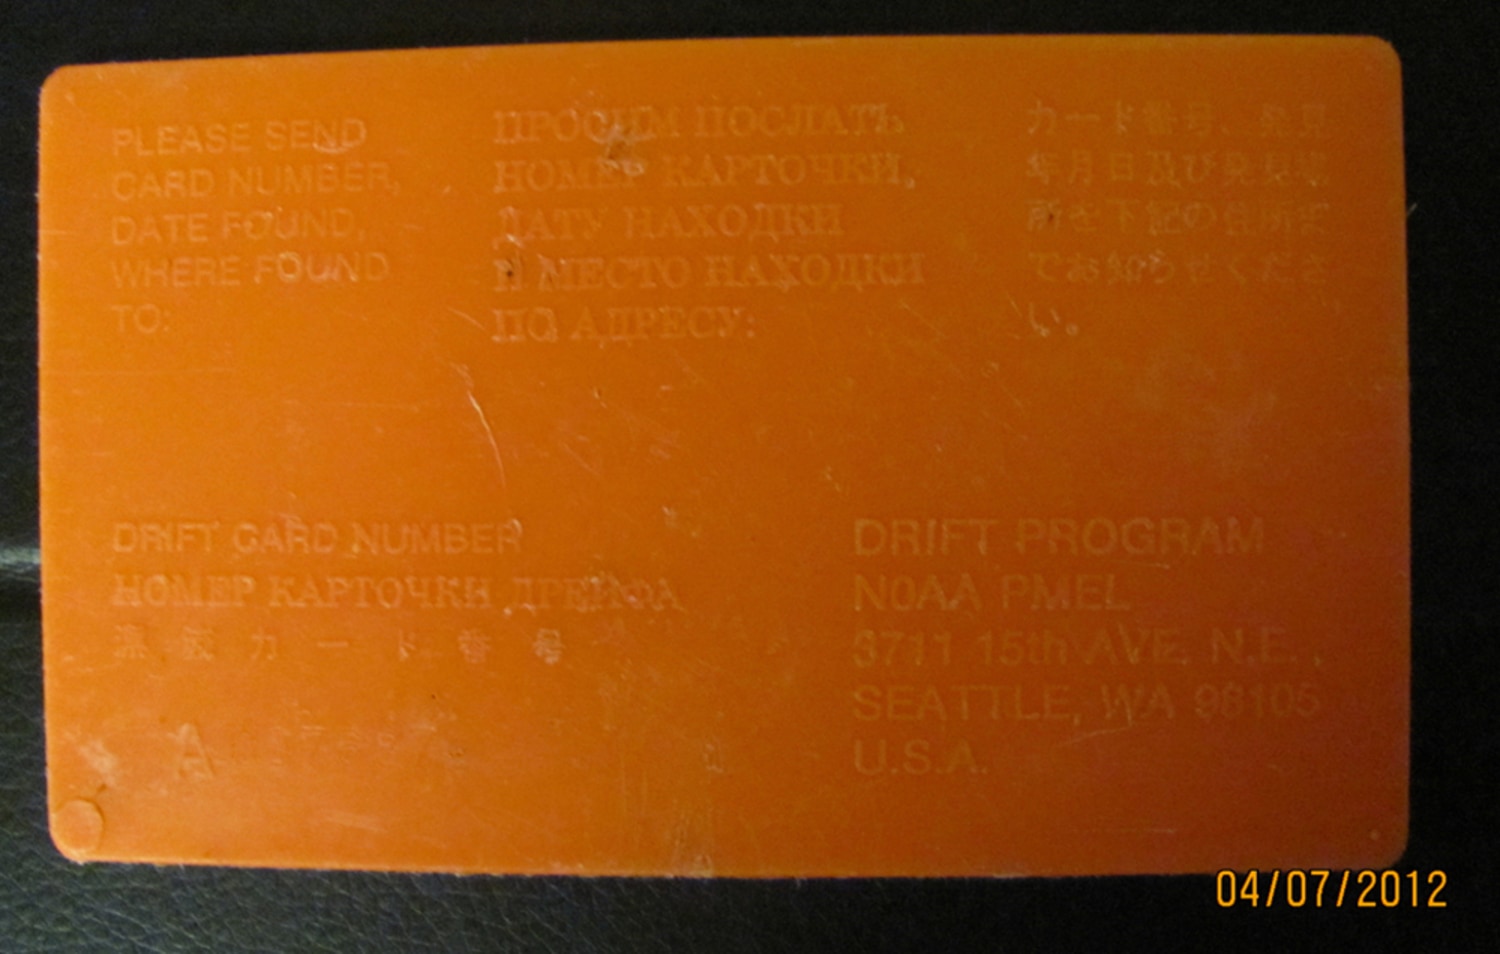 PLEASE SEND
CARD NUMBER,
DATE FOUND,
WHERE FOUND
TO:
ПРОСИМ ПОСЛАТЬ
НОМЕР КАРТОЧКИ,
ДАТУ НАХОДКИ
И МЕСТО НАХОДКИ
ПО АДРЕСУ:
カード番号、発見
年月日及び発見場
所を下記の住所ま
でお知らせくださ
い。
DRIFT CARD NUMBER
НОМЕР КАРТОЧКИ ДРЕЙФА
漂流カード番号
A
DRIFT PROGRAM
NOAA PMEL
3711 15th AVE. N.E.,
SEATTLE, WA 98105
U.S.A.
04/07/2012